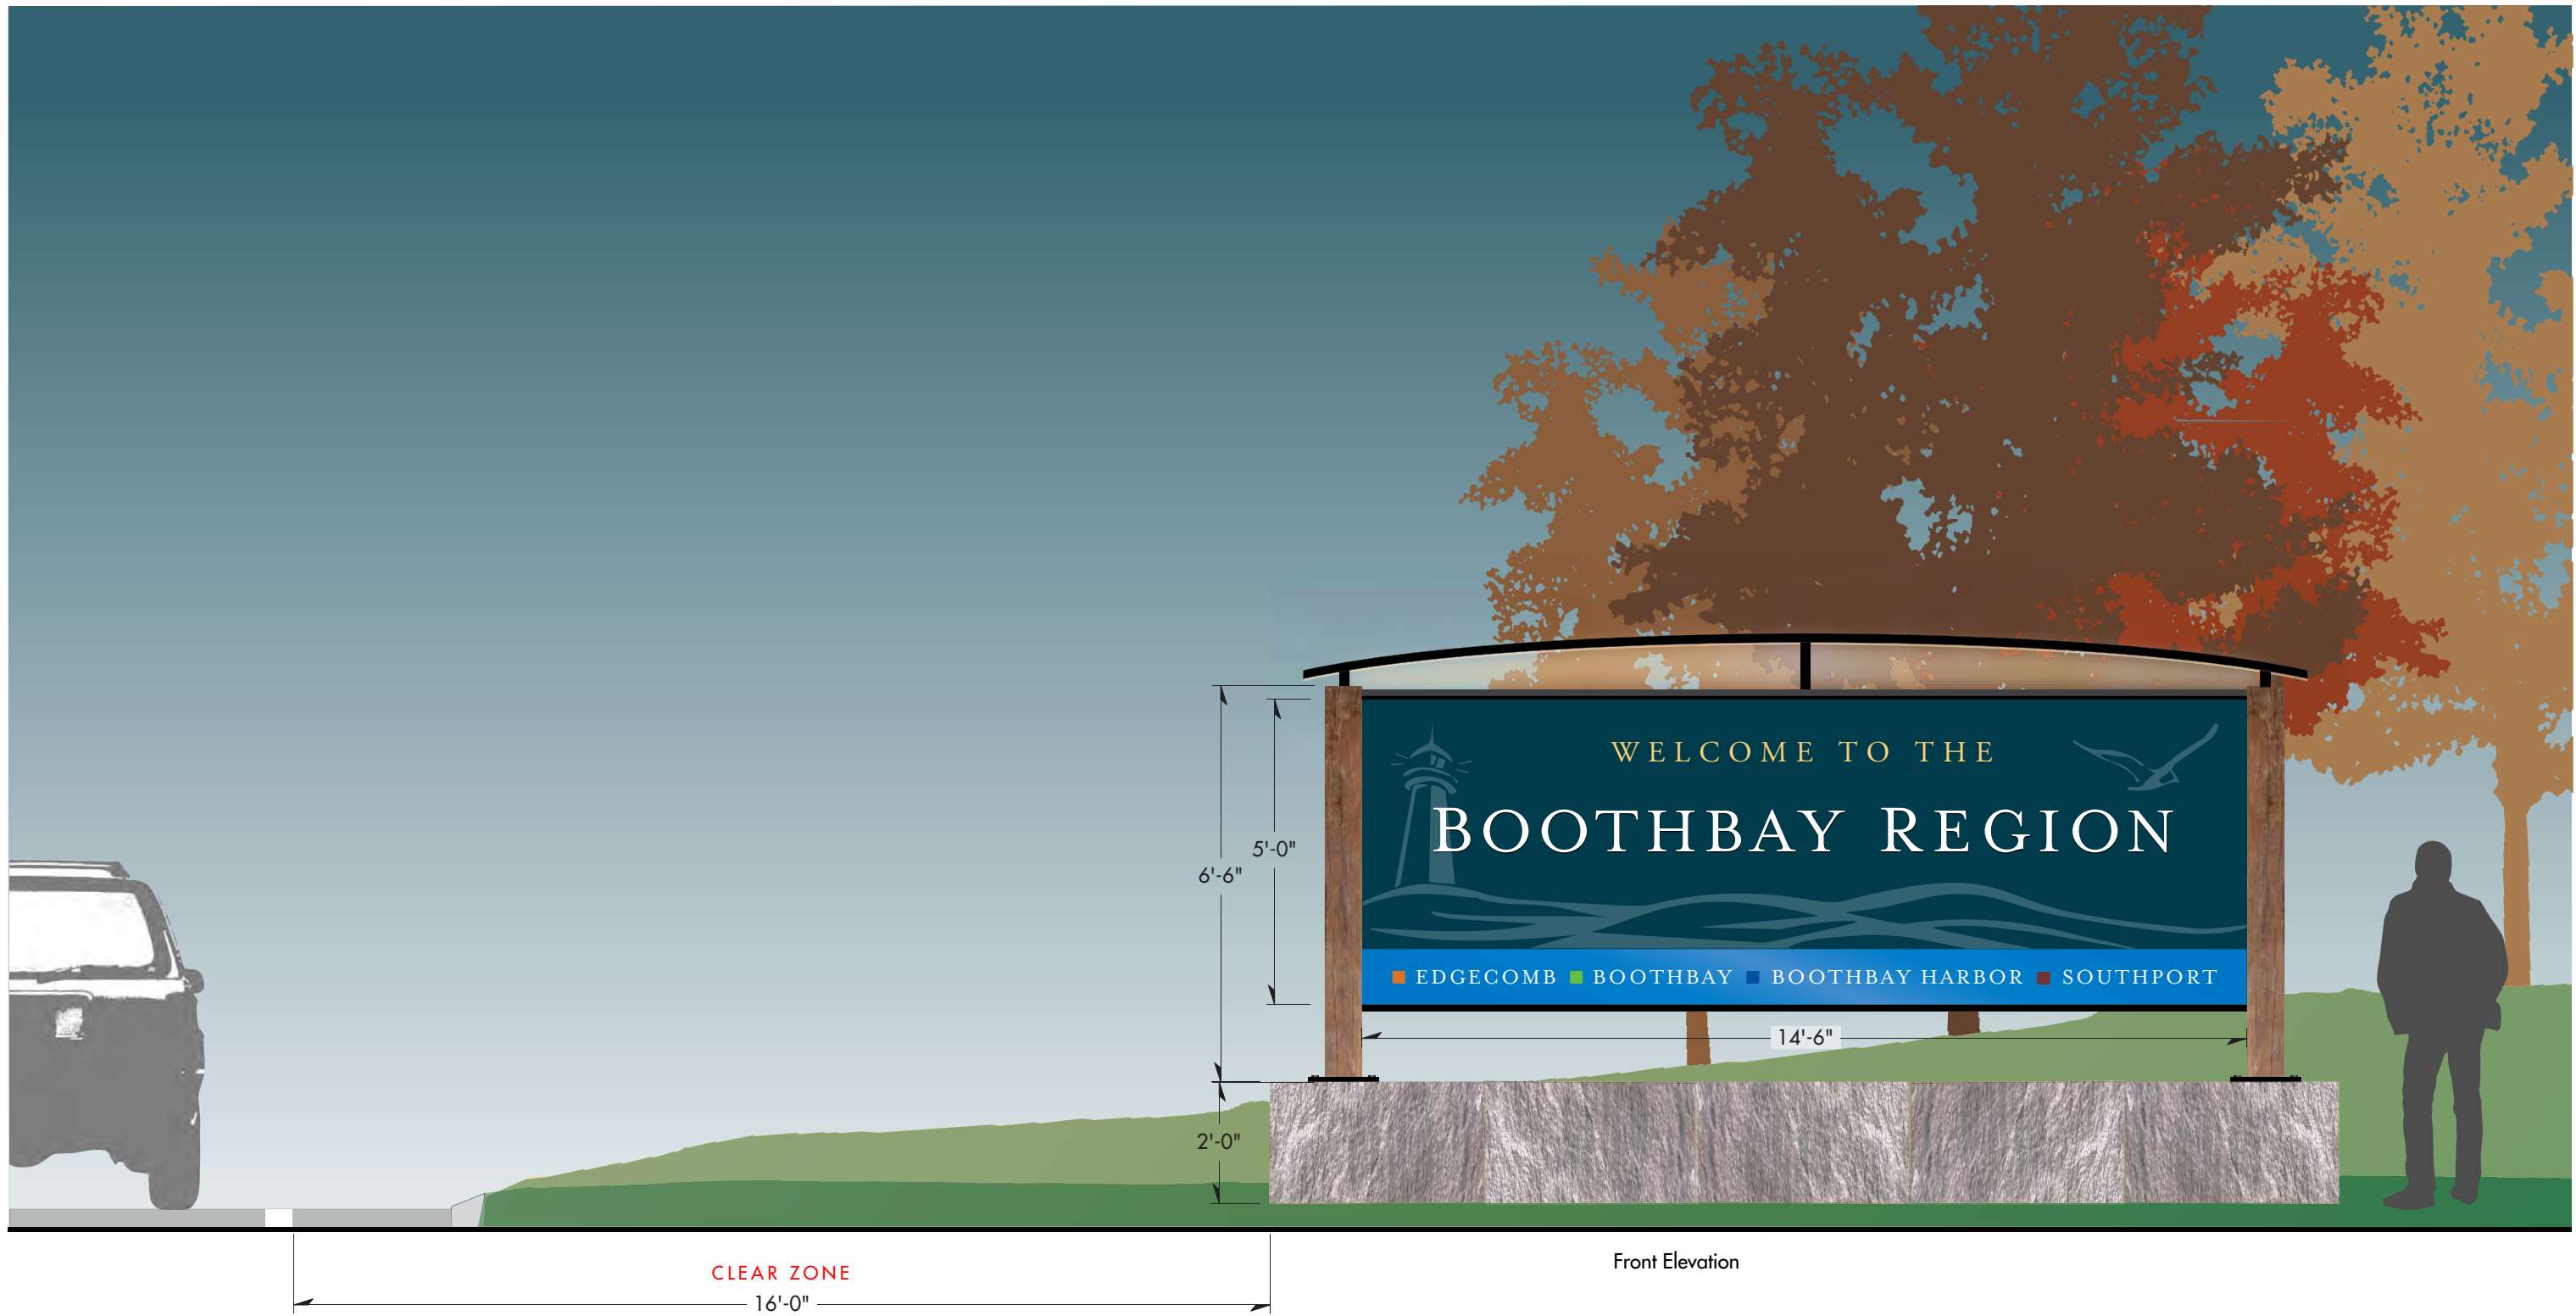 WELCOME TO THE
BOOTHBAY REGION
EDGECOMB BOOTHBAY BOOTHBAY HARBOR SOUTHPORT
5'-0"
6'-6"
14'-6"
2'-0"
Front Elevation
CLEAR ZONE
16'-0"